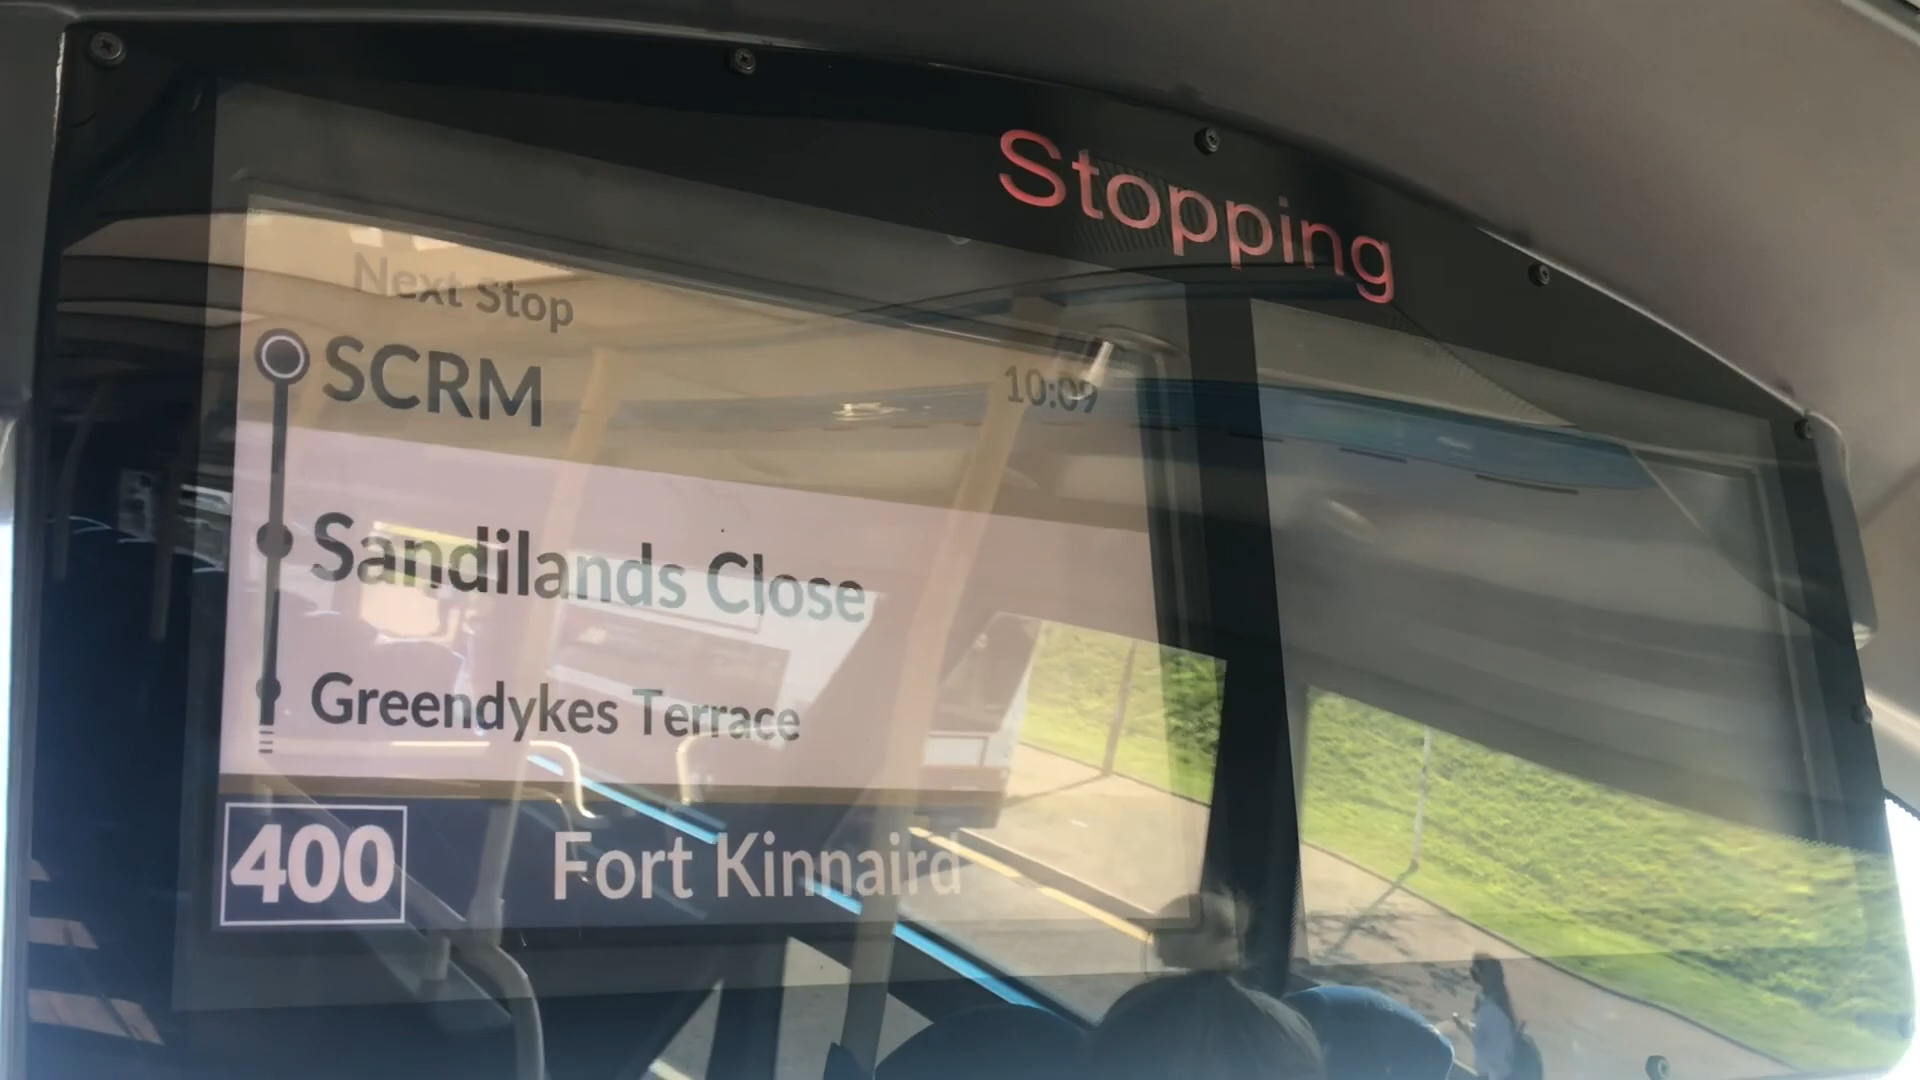 Stopping
Next Stop
SCRM
10:09
Sandilands Close
Greendykes Terrace
400 Fort Kinnaird